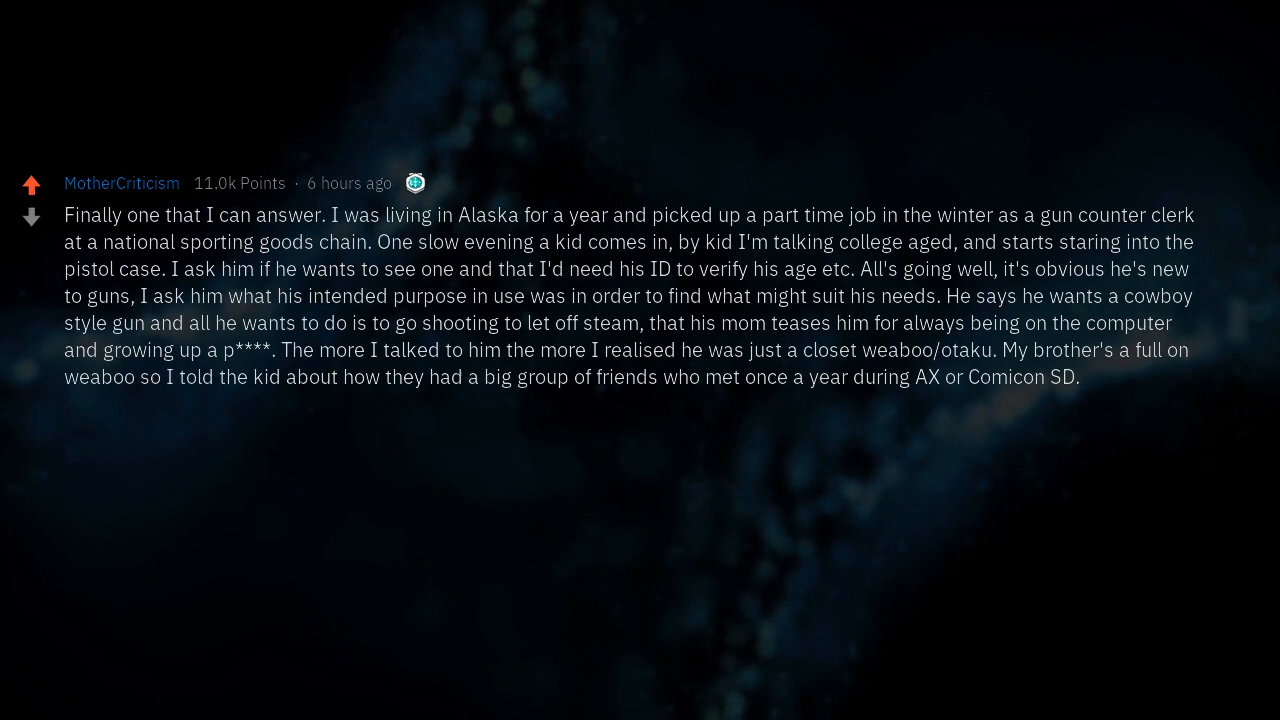 MotherCriticism 11.0k Points · 6 hours ago
Finally one that I can answer. I was living in Alaska for a year and picked up a part time job in the winter as a gun counter clerk
at a national sporting goods chain. One slow evening a kid comes in, by kid I'm talking college aged, and starts staring into the
pistol case. I ask him if he wants to see one and that I'd need his ID to verify his age etc. All's going well, it's obvious he's new
to guns, I ask him what his intended purpose in use was in order to find what might suit his needs. He says he wants a cowboy
style gun and all he wants to do is to go shooting to let off steam, that his mom teases him for always being on the computer
and growing up a p****. The more I talked to him the more I realised he was just a closet weaboo/otaku. My brother's a full on
weaboo so I told the kid about how they had a big group of friends who met once a year during AX or Comicon SD.